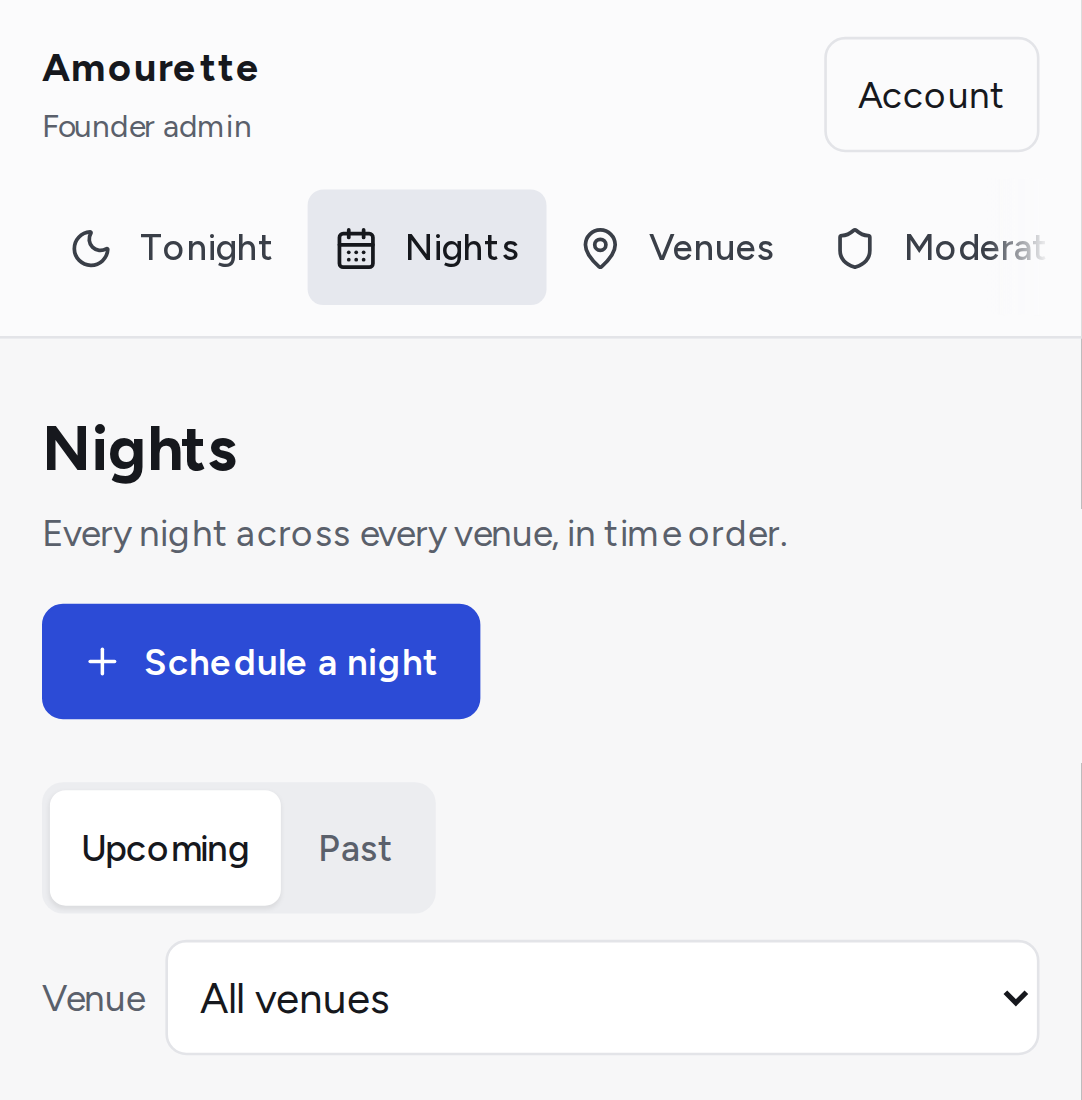 Amourette
Account
Founder admin
Tonight Nights Venues
Nights
Every night across every venue, in time order.
Schedule a night
Upcoming Past
Venue All venues